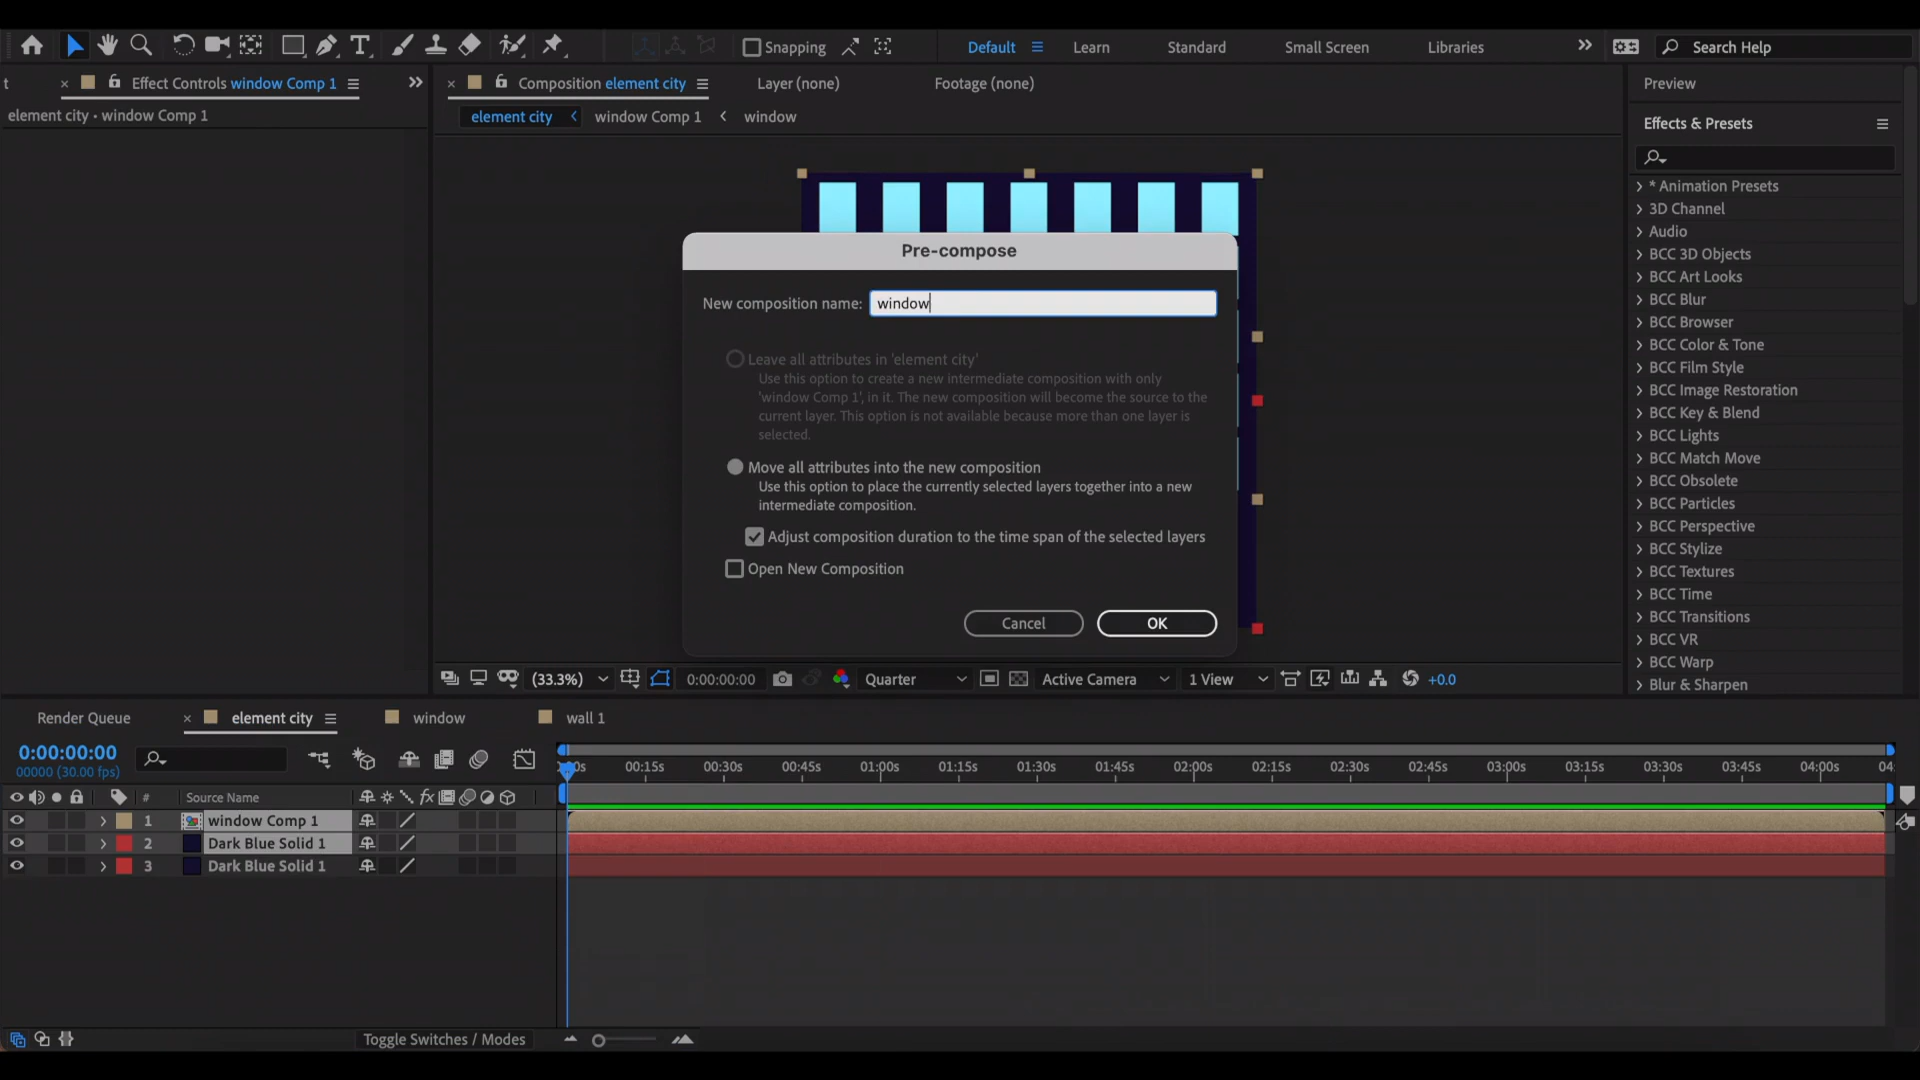 Snapping
Default
Learn
Standard
Small Screen
Libraries
Search Help
t
Effect Controls window Comp 1
Composition element city
Layer (none)
Footage (none)
Preview
element city • window Comp 1
element city
window Comp 1
window
Effects & Presets
* Animation Presets
3D Channel
Audio
BCC 3D Objects
BCC Art Looks
BCC Blur
BCC Browser
BCC Color & Tone
BCC Film Style
BCC Image Restoration
BCC Key & Blend
BCC Lights
BCC Match Move
BCC Obsolete
BCC Particles
BCC Perspective
BCC Stylize
BCC Textures
BCC Time
BCC Transitions
BCC VR
BCC Warp
Blur & Sharpen
Pre-compose
New composition name: window
Leave all attributes in 'element city'
Use this option to create a new intermediate composition with only
'window Comp 1', in it. The new composition will become the source to the
current layer. This option is not available because more than one layer is
selected.
Move all attributes into the new composition
Use this option to place the currently selected layers together into a new
intermediate composition.
Adjust composition duration to the time span of the selected layers
Open New Composition
Cancel
OK
(33.3%)
0:00:00:00
Quarter
Active Camera
1 View
+0.0
Render Queue
element city
window
wall 1
0:00:00:00
00000 (30.00 fps)
00:15s
00:30s
00:45s
01:00s
01:15s
01:30s
01:45s
02:00s
02:15s
02:30s
02:45s
03:00s
03:15s
03:30s
03:45s
04:00s
04:
# Source Name
fx
1 window Comp 1
2 Dark Blue Solid 1
3 Dark Blue Solid 1
Toggle Switches / Modes